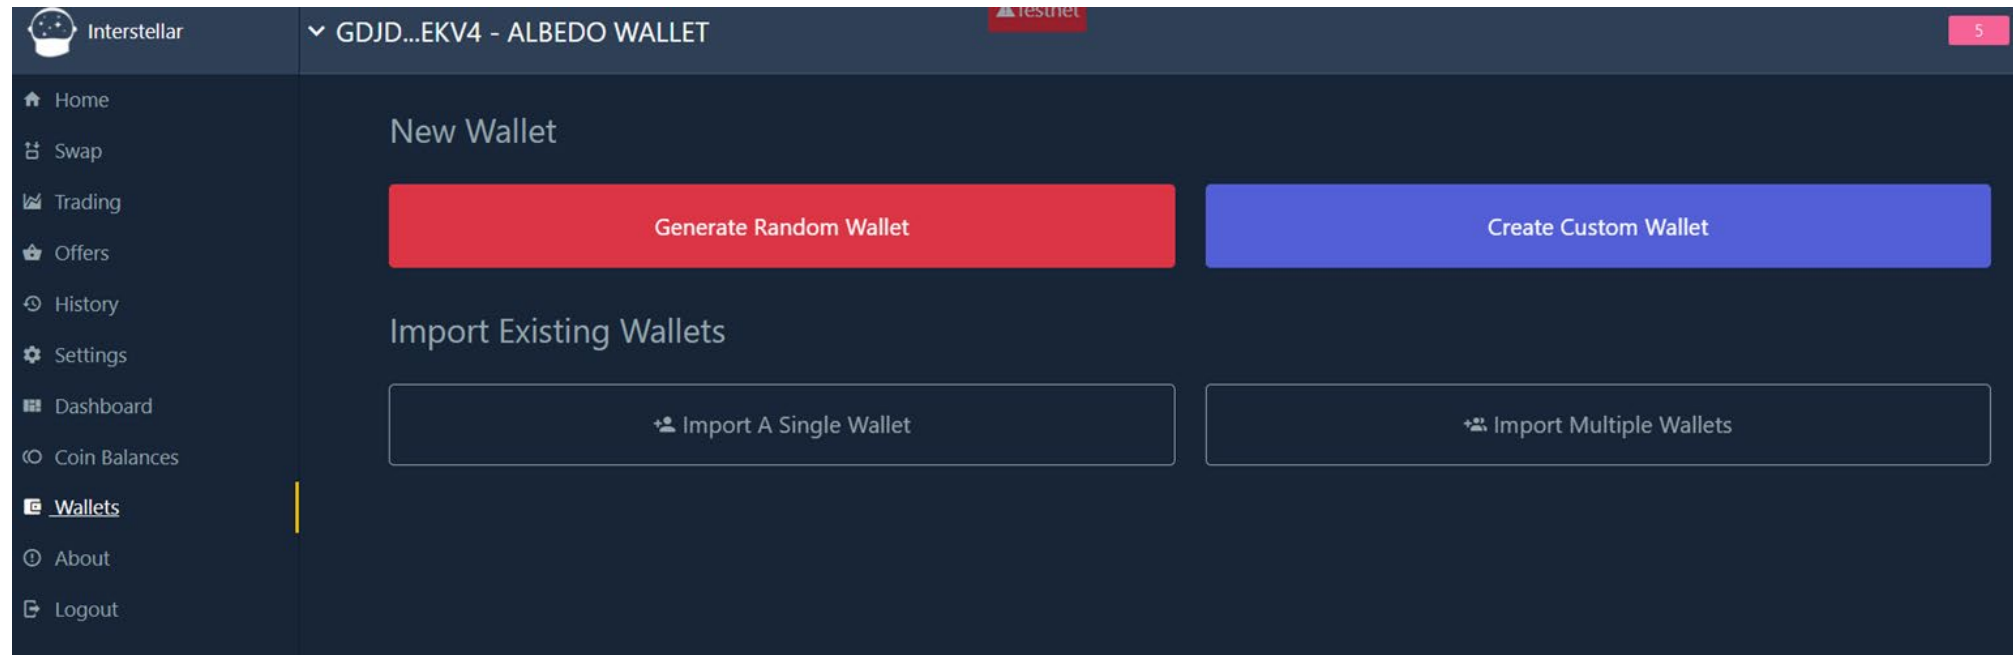 Interstellar
GDJD...EKV4 - ALBEDO WALLET
Testnet
5
Home
Swap
Trading
Offers
History
Settings
Dashboard
Coin Balances
Wallets
About
Logout
New Wallet
Generate Random Wallet
Create Custom Wallet
Import Existing Wallets
Import A Single Wallet
Import Multiple Wallets